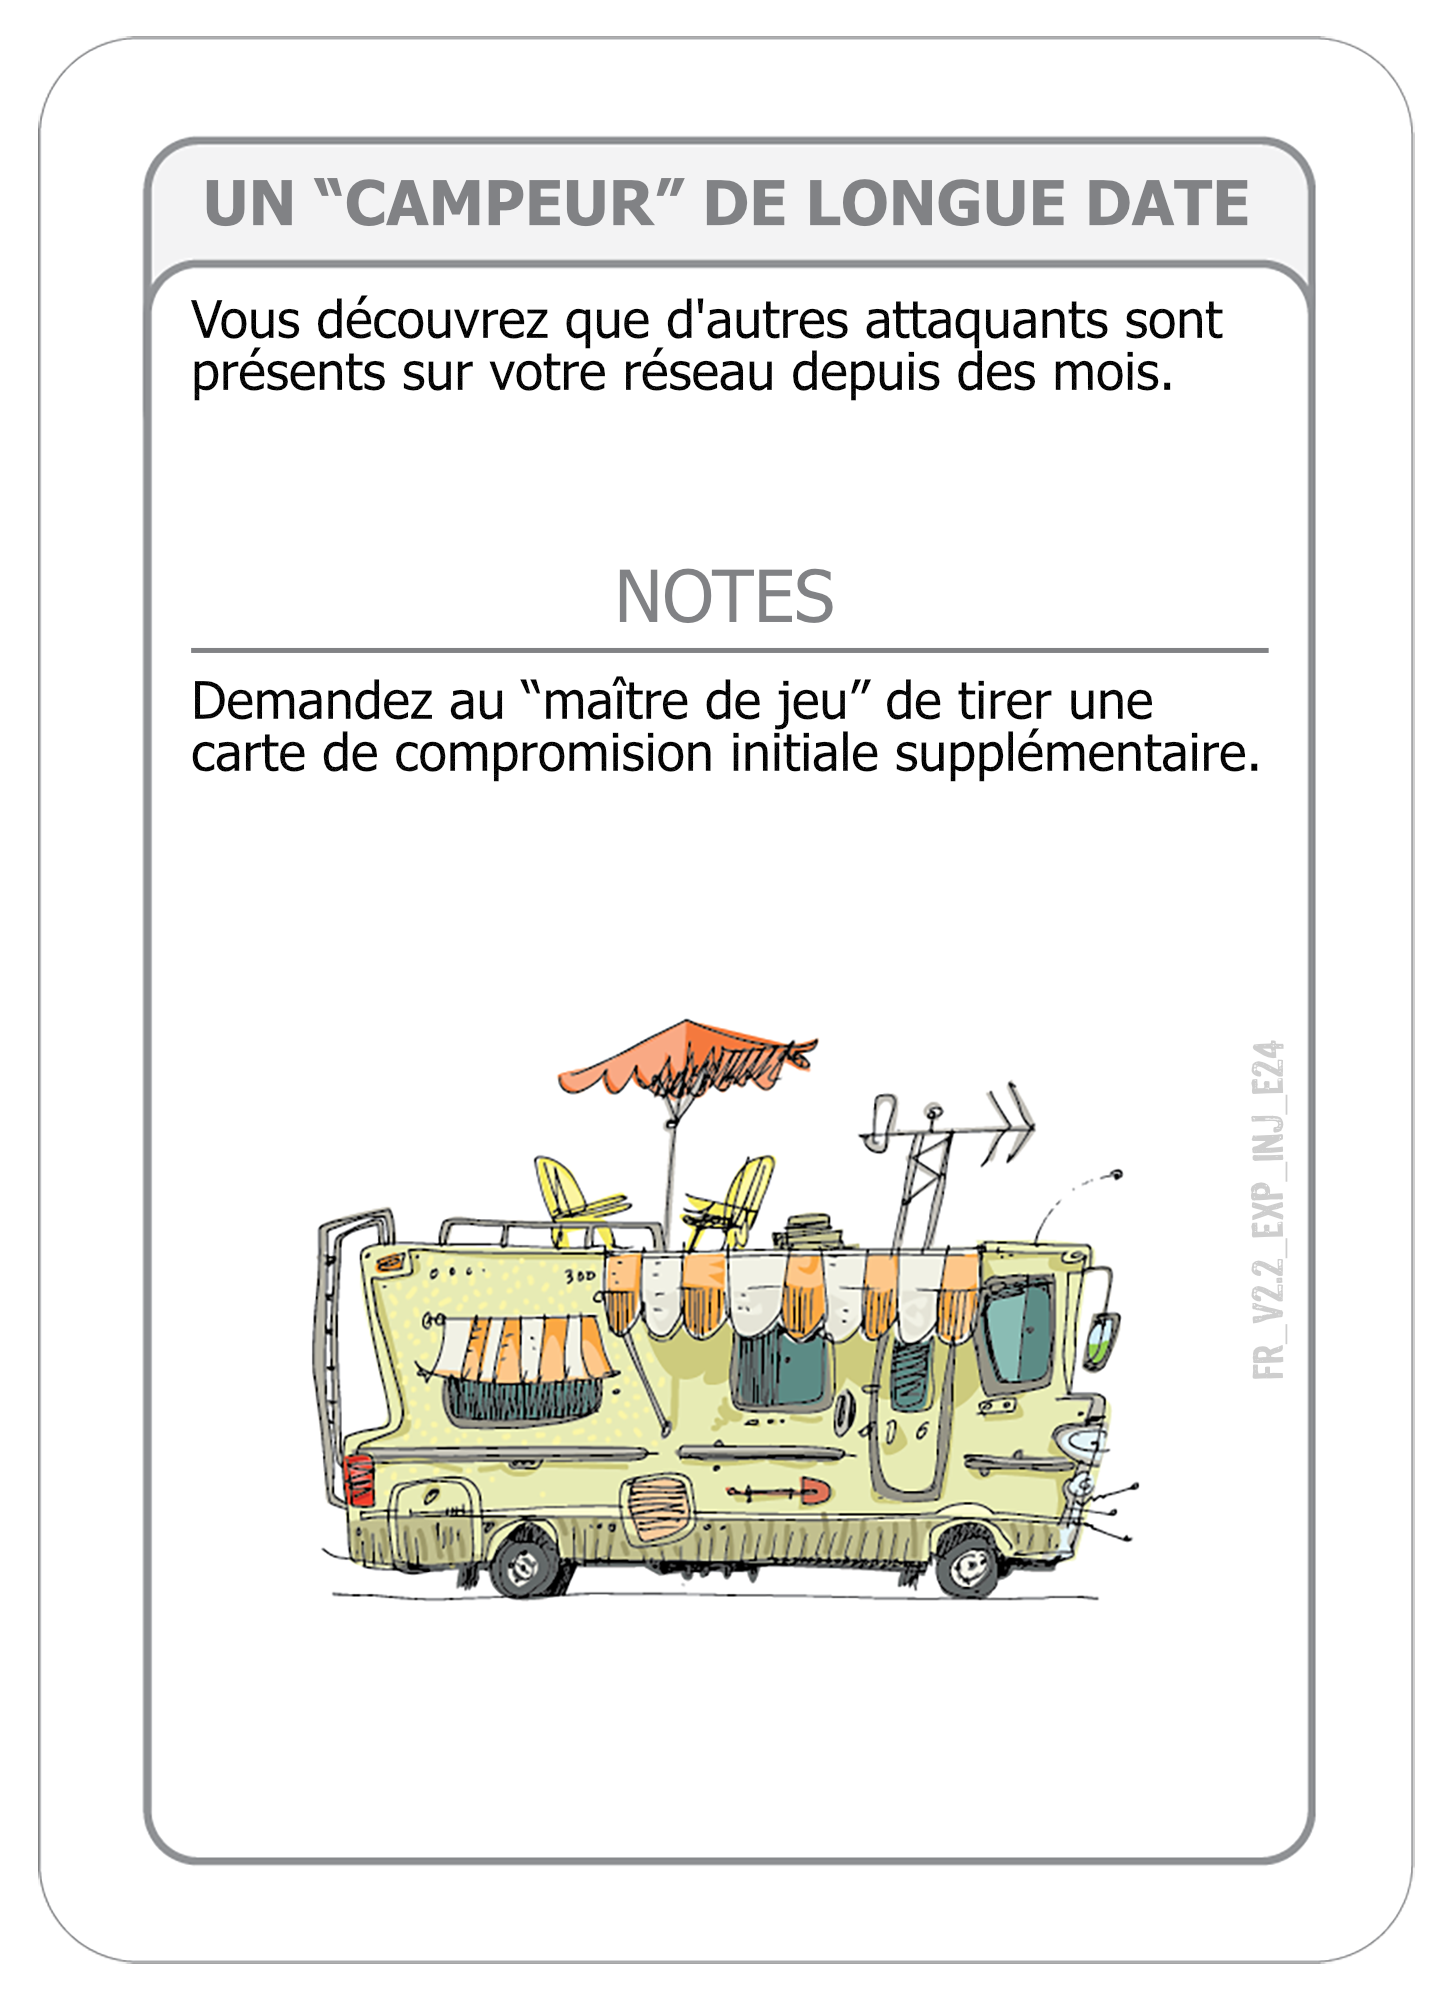 UN “CAMPEUR” DE LONGUE DATE
Vous découvrez que d'autres attaquants sont
présents sur votre réseau depuis des mois.
NOTES
Demandez au “maître de jeu” de tirer une
carte de compromision initiale supplémentaire.
FR_V2.2_EXP_INJ_E24